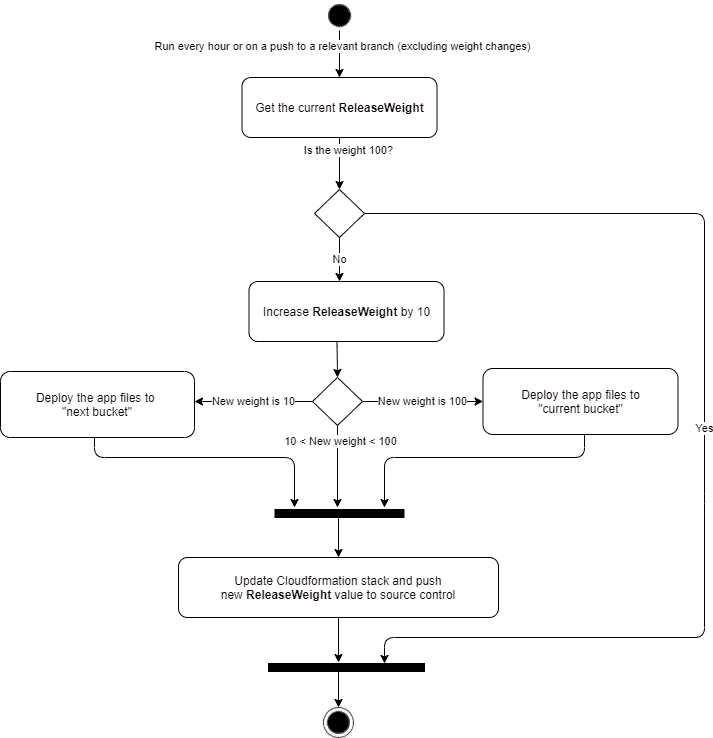 Run every hour or on a push to a relevant branch (excluding weight changes)
Get the current ReleaseWeight
Is the weight 100?
No
Increase ReleaseWeight by 10
Deploy the app files to
"next bucket"
New weight is 10
New weight is 100
Deploy the app files to
"current bucket"
10 < New weight < 100
Yes
Update Cloudformation stack and push
new ReleaseWeight value to source control